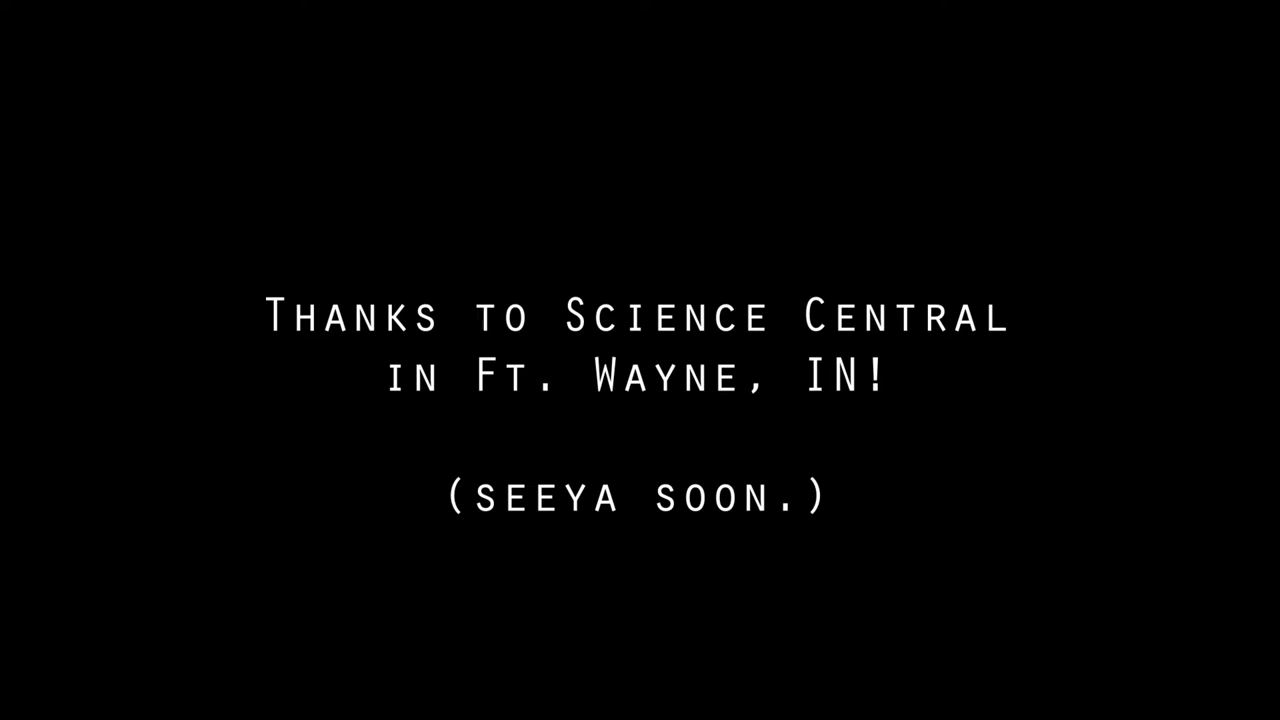 Thanks to Science Central
in Ft. Wayne, IN!
(seeya soon.)